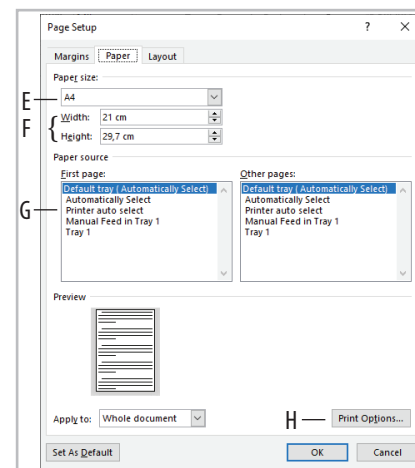 Page Setup ? X
Margins Paper Layout
Paper size:
E A4
F { Width: 21 cm
Height: 29,7 cm
Paper source
First page: Other pages:
Default tray ( Automatically Select) Default tray ( Automatically Select)
Automatically Select Automatically Select
Printer auto select Printer auto select
G Manual Feed in Tray 1 Manual Feed in Tray 1
Tray 1 Tray 1
Preview
Apply to: Whole document H Print Options...
Set As Default OK Cancel